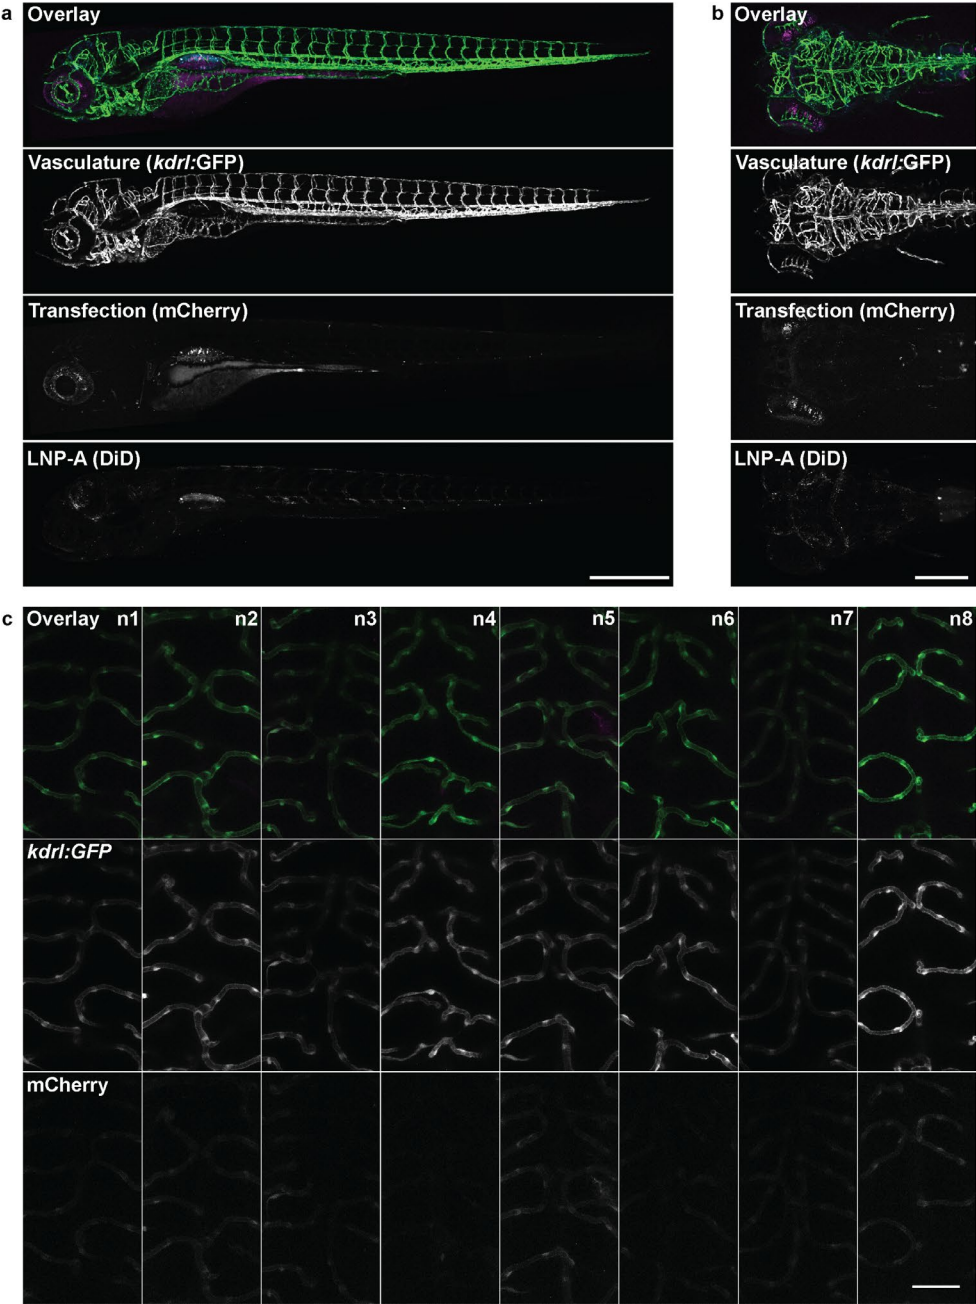 a
Overlay
Vasculature (kdrl:GFP)
Transfection (mCherry)
LNP-A (DiD)
b
Overlay
Vasculature (kdrl:GFP)
Transfection (mCherry)
LNP-A (DiD)
c
Overlay n1 n2 n3 n4 n5 n6 n7 n8
kdrl:GFP
mCherry